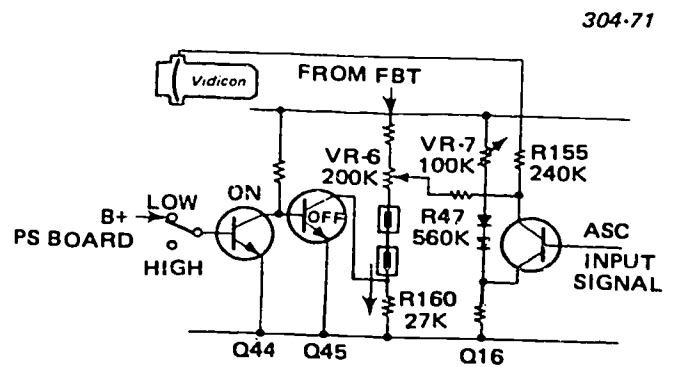 304-71
Vidicon
FROM FBT
VR-6
200K
VR-7
100K
R155
240K
LOW
ON
B+
PS BOARD
OFF
HIGH
R47
560K
ASC
INPUT
SIGNAL
R160
27K
Q44
Q45
Q16